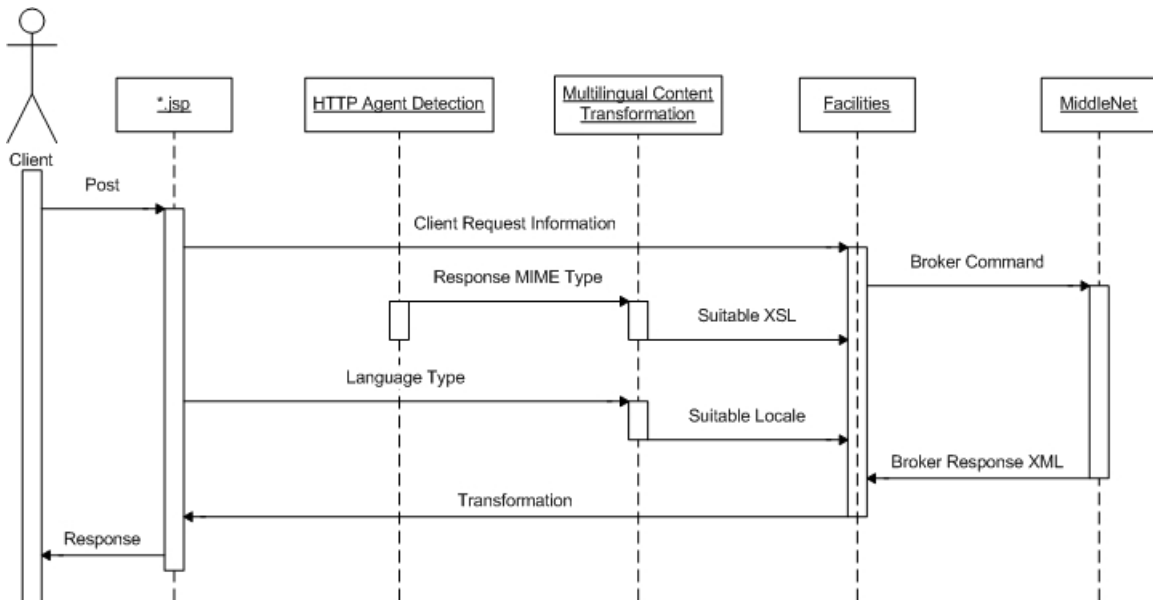 *.jsp
HTTP Agent Detection
Multilingual Content
Transformation
Facilities
MiddleNet
Client
Post
Client Request Information
Broker Command
Response MIME Type
Suitable XSL
Language Type
Suitable Locale
Broker Response XML
Transformation
Response